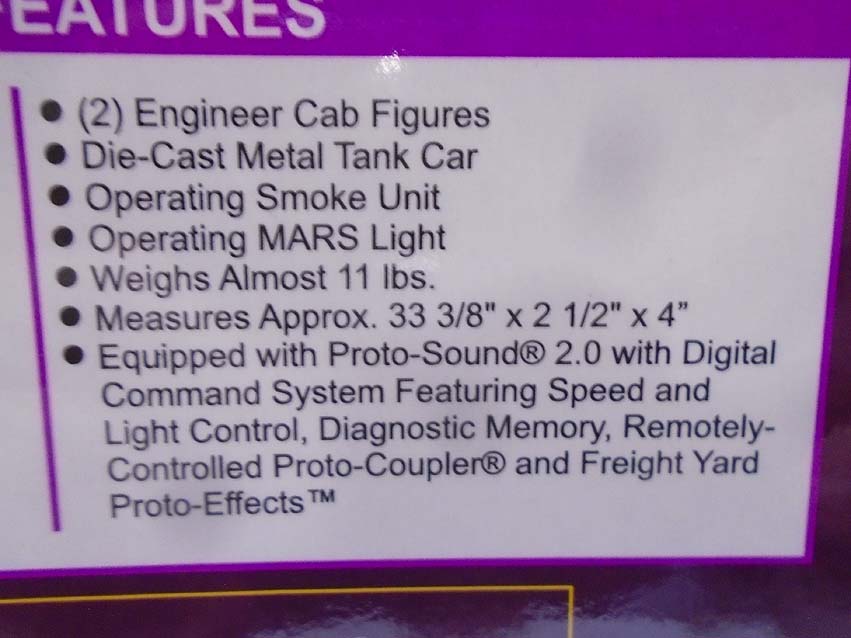 FEATURES
● (2) Engineer Cab Figures
● Die-Cast Metal Tank Car
● Operating Smoke Unit
● Operating MARS Light
● Weighs Almost 11 lbs.
● Measures Approx. 33 3/8" x 2 1/2" x 4”
● Equipped with Proto-Sound® 2.0 with Digital
Command System Featuring Speed and
Light Control, Diagnostic Memory, Remotely-
Controlled Proto-Coupler® and Freight Yard
Proto-Effects™